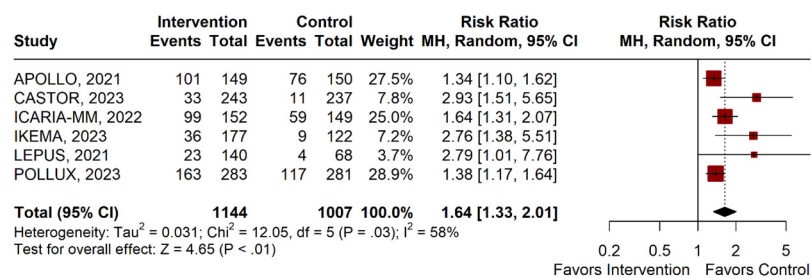 Intervention Control Risk Ratio Risk Ratio
Study Events Total Events Total Weight MH, Random, 95% CI MH, Random, 95% CI
APOLLO, 2021 101 149 76 150 27.5% 1.34 [1.10, 1.62]
CASTOR, 2023 33 243 11 237 7.8% 2.93 [1.51, 5.65]
ICARIA-MM, 2022 99 152 59 149 25.0% 1.64 [1.31, 2.07]
IKEMA, 2023 36 177 9 122 7.2% 2.76 [1.38, 5.51]
LEPUS, 2021 23 140 4 68 3.7% 2.79 [1.01, 7.76]
POLLUX, 2023 163 283 117 281 28.9% 1.38 [1.17, 1.64]
Total (95% CI) 1144 1007 100.0% 1.64 [1.33, 2.01]
Heterogeneity: Tau² = 0.031; Chi² = 12.05, df = 5 (P = .03); I² = 58%
Test for overall effect: Z = 4.65 (P < .01)
0.2 0.5 1 2 5
Favors Intervention Favors Control